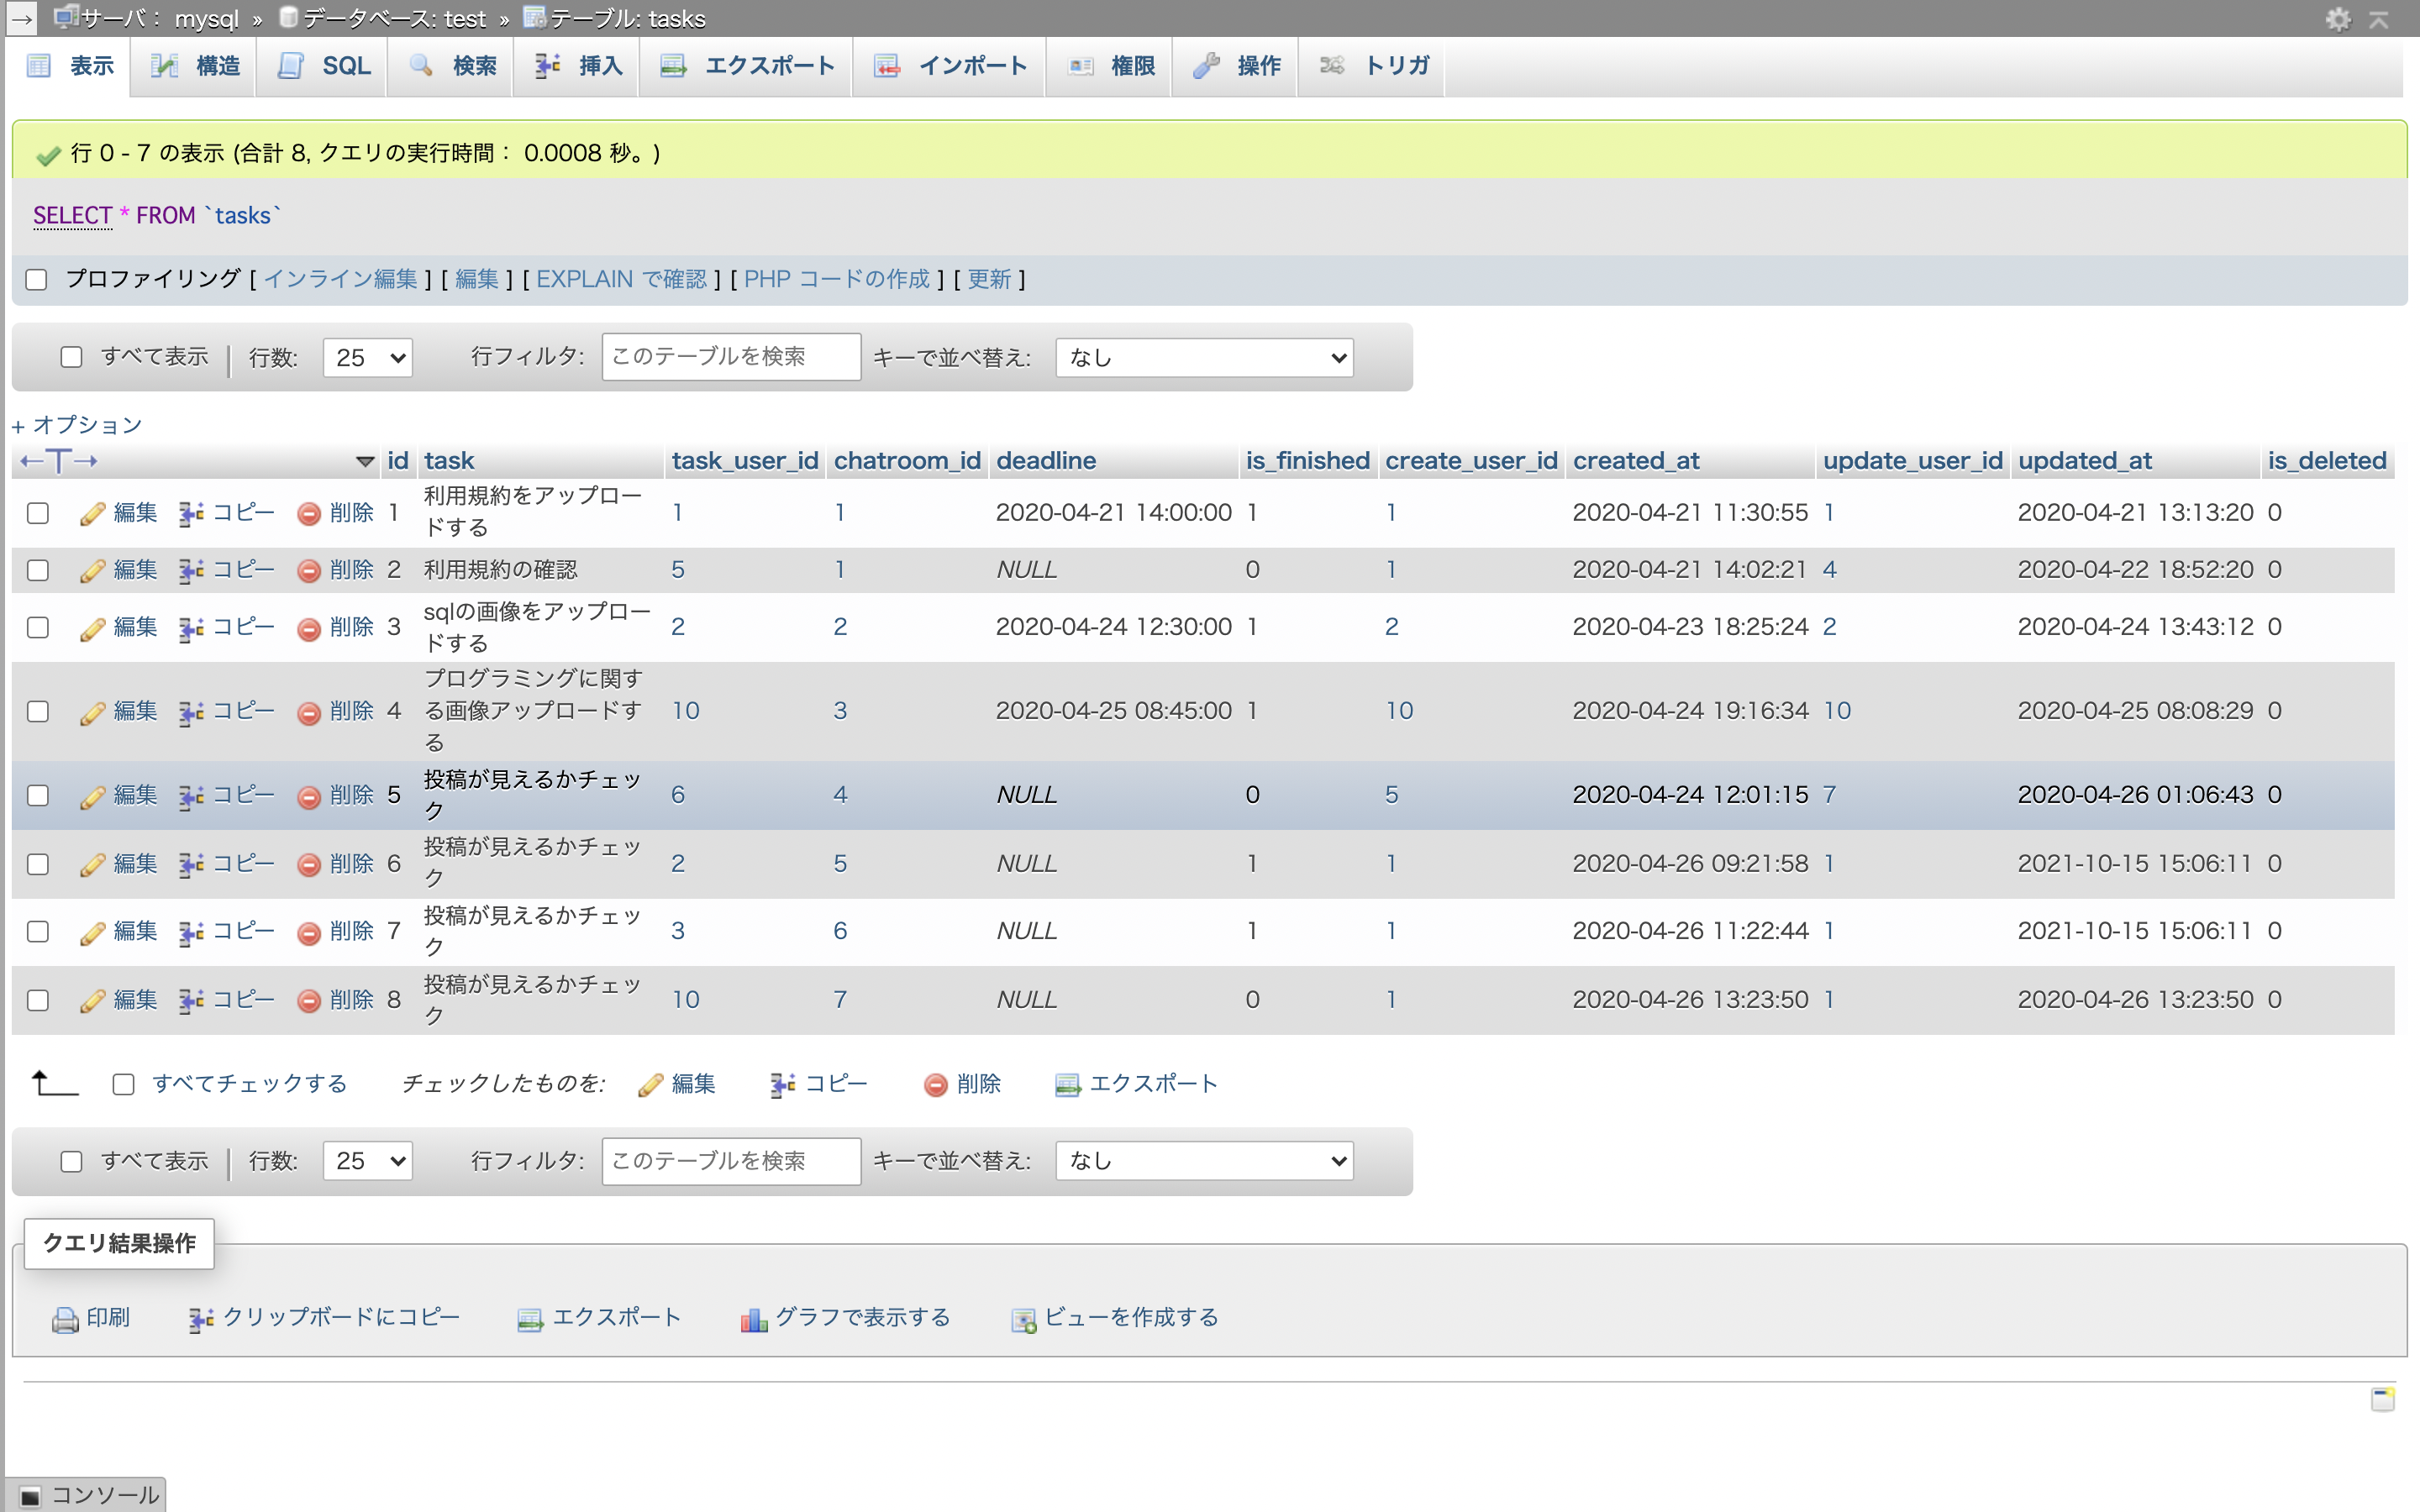 → サーバ： mysql » データベース: test » テーブル: tasks
表示 構造 SQL 検索 挿入 エクスポート インポート 権限 操作 トリガ
行 0 - 7 の表示 (合計 8, クエリの実行時間： 0.0008 秒。)
SELECT * FROM `tasks`
プロファイリング [ インライン編集 ] [ 編集 ] [ EXPLAIN で確認 ] [ PHP コードの作成 ] [ 更新 ]
すべて表示 | 行数: 25 行フィルタ: このテーブルを検索 キーで並べ替え: なし
+ オプション
←T→ id task task_user_id chatroom_id deadline is_finished create_user_id created_at update_user_id updated_at is_deleted
編集 コピー 削除 1 利用規約をアップロー
ドする 1 1 2020-04-21 14:00:00 1 1 2020-04-21 11:30:55 1 2020-04-21 13:13:20 0
編集 コピー 削除 2 利用規約の確認 5 1 NULL 0 1 2020-04-21 14:02:21 4 2020-04-22 18:52:20 0
編集 コピー 削除 3 sqlの画像をアップロー
ドする 2 2 2020-04-24 12:30:00 1 2 2020-04-23 18:25:24 2 2020-04-24 13:43:12 0
編集 コピー 削除 4 プログラミングに関す
る画像アップロードす
る 10 3 2020-04-25 08:45:00 1 10 2020-04-24 19:16:34 10 2020-04-25 08:08:29 0
編集 コピー 削除 5 投稿が見えるかチェッ
ク 6 4 NULL 0 5 2020-04-24 12:01:15 7 2020-04-26 01:06:43 0
編集 コピー 削除 6 投稿が見えるかチェッ
ク 2 5 NULL 1 1 2020-04-26 09:21:58 1 2021-10-15 15:06:11 0
編集 コピー 削除 7 投稿が見えるかチェッ
ク 3 6 NULL 1 1 2020-04-26 11:22:44 1 2021-10-15 15:06:11 0
編集 コピー 削除 8 投稿が見えるかチェッ
ク 10 7 NULL 0 1 2020-04-26 13:23:50 1 2020-04-26 13:23:50 0
すべてチェックする チェックしたものを: 編集 コピー 削除 エクスポート
すべて表示 | 行数: 25 行フィルタ: このテーブルを検索 キーで並べ替え: なし
クエリ結果操作
印刷 クリップボードにコピー エクスポート グラフで表示する ビューを作成する
コンソール